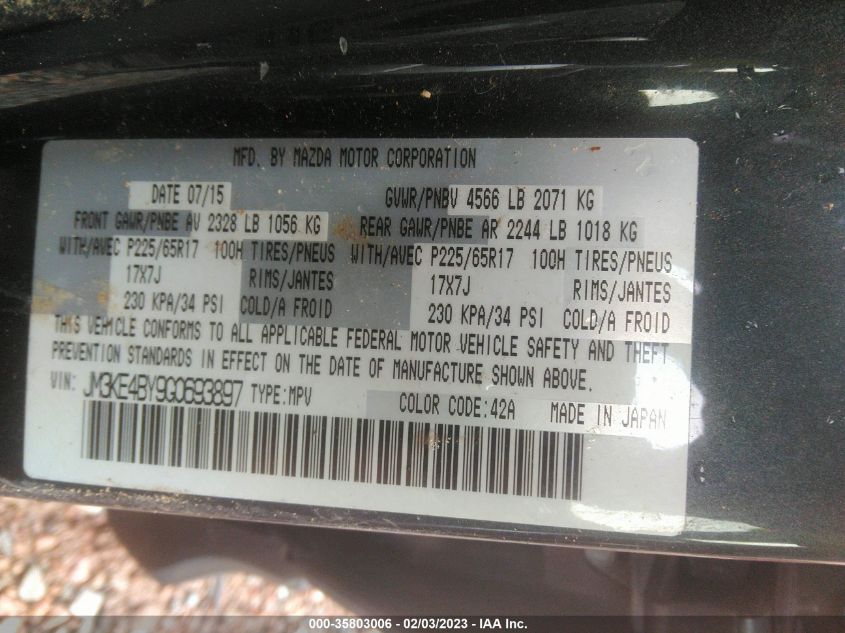 MFD. BY MAZDA MOTOR CORPORATION
DATE 07/15 GVWR/PNBV 4566 LB 2071 KG
FRONT GAWR/PNBE AV 2328 LB 1056 KG REAR GAWR/PNBE AR 2244 LB 1018 KG
WITH/AVEC P225/65R17 100H TIRES/PNEUS WITH/AVEC P225/65R17 100H TIRES/PNEUS
17X7J RIMS/JANTES 17X7J RIMS/JANTES
230 KPA/34 PSI COLD/A FROID 230 KPA/34 PSI COLD/A FROID
THIS VEHICLE CONFORMS TO ALL APPLICABLE FEDERAL MOTOR VEHICLE SAFETY AND THEFT
PREVENTION STANDARDS IN EFFECT ON THE DATE OF MANUFACTURE SHOWN ABOVE.
VIN: JM3KE4BY9G0693897 TYPE:MPV COLOR CODE:42A MADE IN JAPAN
000-35803006 - 02/03/2023 - IAA Inc.